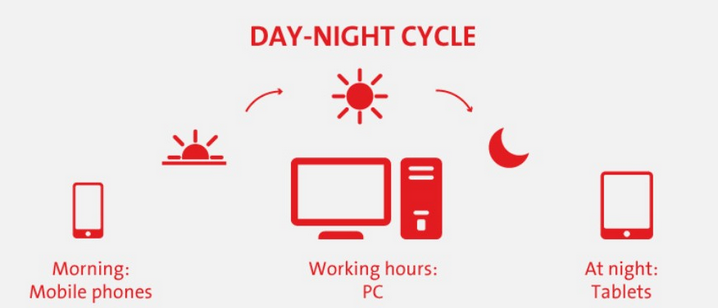 DAY-NIGHT CYCLE
Morning:
Mobile phones
Working hours:
PC
At night:
Tablets